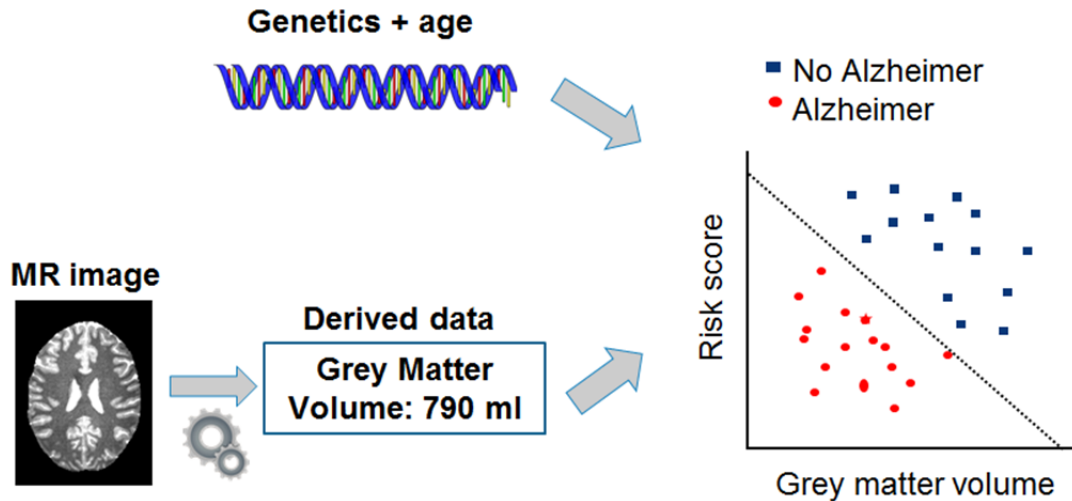 Genetics + age
No Alzheimer
Alzheimer
MR image
Derived data
Grey Matter
Volume: 790 ml
Risk score
Grey matter volume